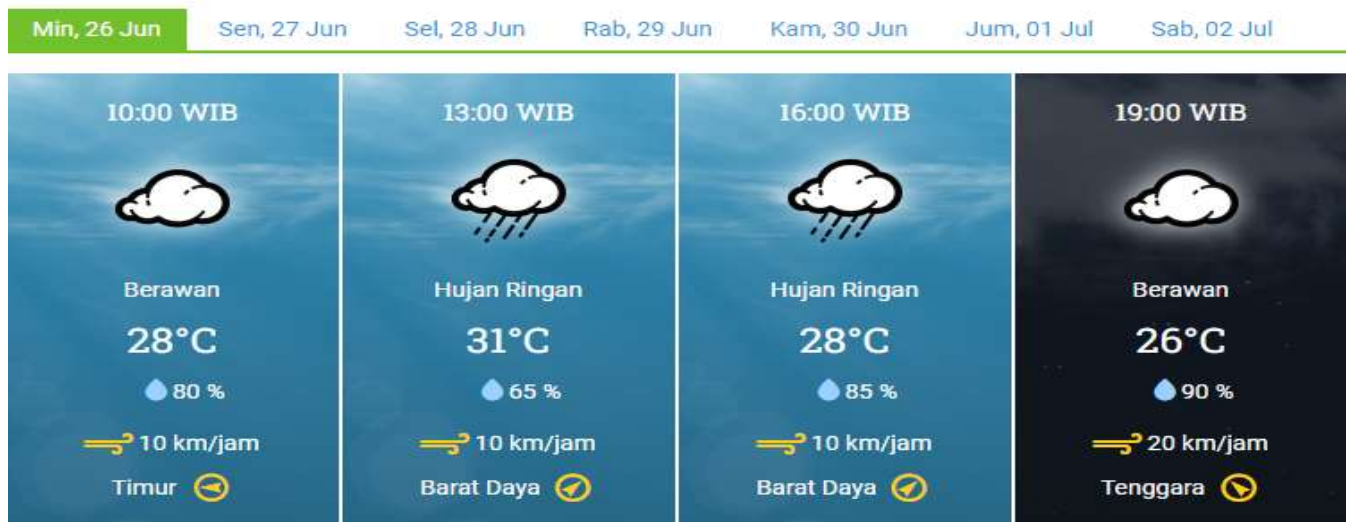 Min, 26 Jun
Sen, 27 Jun
Sel, 28 Jun
Rab, 29 Jun
Kam, 30 Jun
Jum, 01 Jul
Sab, 02 Jul
10:00 WIB
Berawan
28°C
80 %
10 km/jam
Timur
13:00 WIB
Hujan Ringan
31°C
65 %
10 km/jam
Barat Daya
16:00 WIB
Hujan Ringan
28°C
85 %
10 km/jam
Barat Daya
19:00 WIB
Berawan
26°C
90 %
20 km/jam
Tenggara